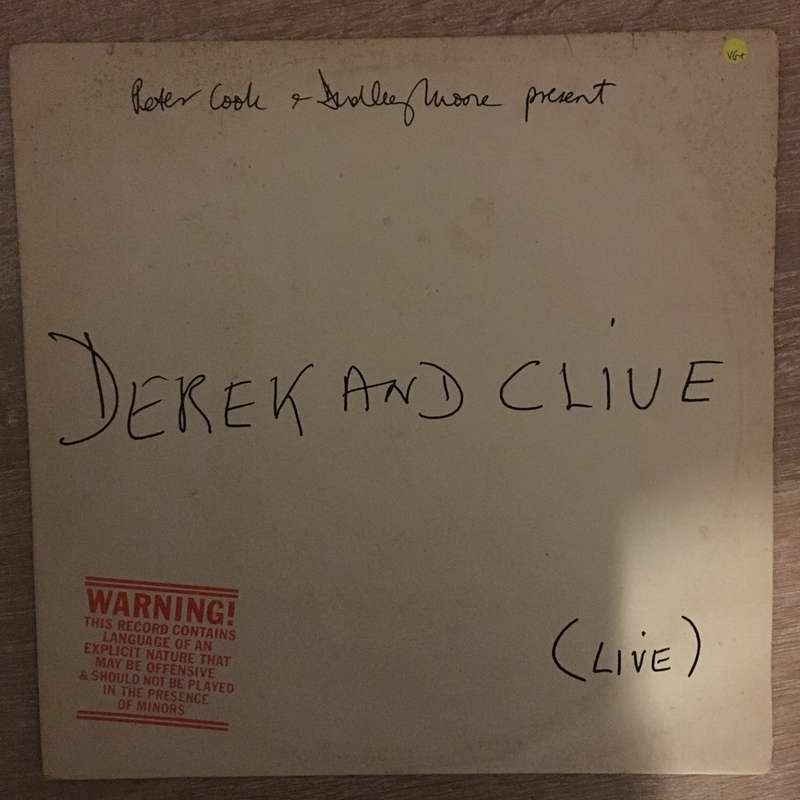 VG+
Peter Cook & Dudley Moore present
DEREK AND CLIVE
(LIVE)
WARNING!
THIS RECORD CONTAINS
LANGUAGE OF AN
EXPLICIT NATURE THAT
MAY BE OFFENSIVE
& SHOULD NOT BE PLAYED
IN THE PRESENCE
OF MINORS